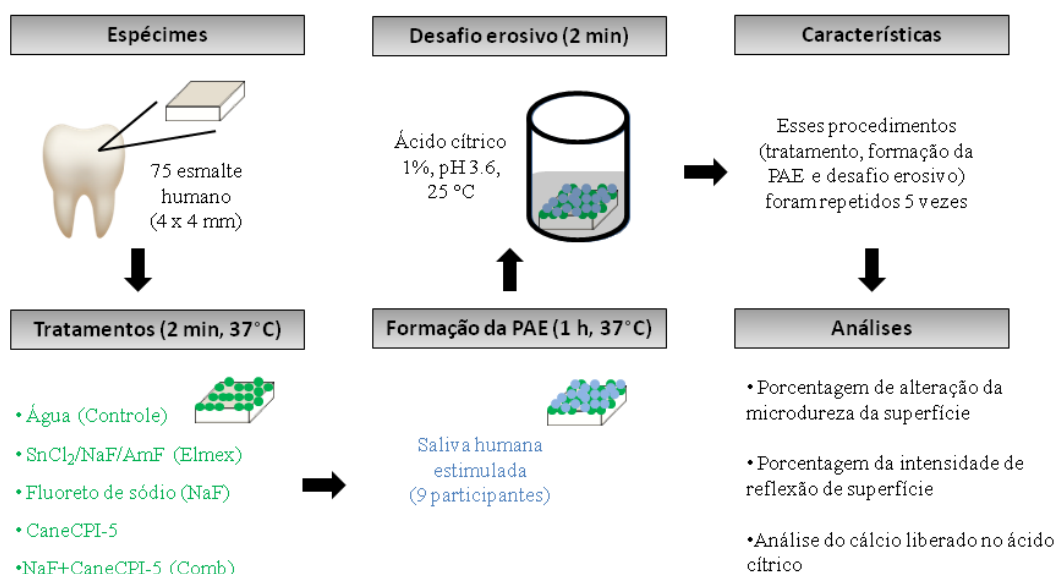 Espécimes
75 esmalte
humano
(4 x 4 mm)
Tratamentos (2 min, 37°C)
• Água (Controle)
• SnCl₂/NaF/AmF (Elmex)
• Fluoreto de sódio (NaF)
• CaneCPI-5
•NaF+CaneCPI-5 (Comb)
Formação da PAE (1 h, 37°C)
Saliva humana
estimulada
(9 participantes)
Desafio erosivo (2 min)
Ácido cítrico
1%, pH 3.6,
25 °C
Características
Esses procedimentos
(tratamento, formação da
PAE e desafio erosivo)
foram repetidos 5 vezes
Análises
• Porcentagem de alteração da
microdureza da superfície
• Porcentagem da intensidade de
reflexão de superfície
•Análise do cálcio liberado no ácido
cítrico